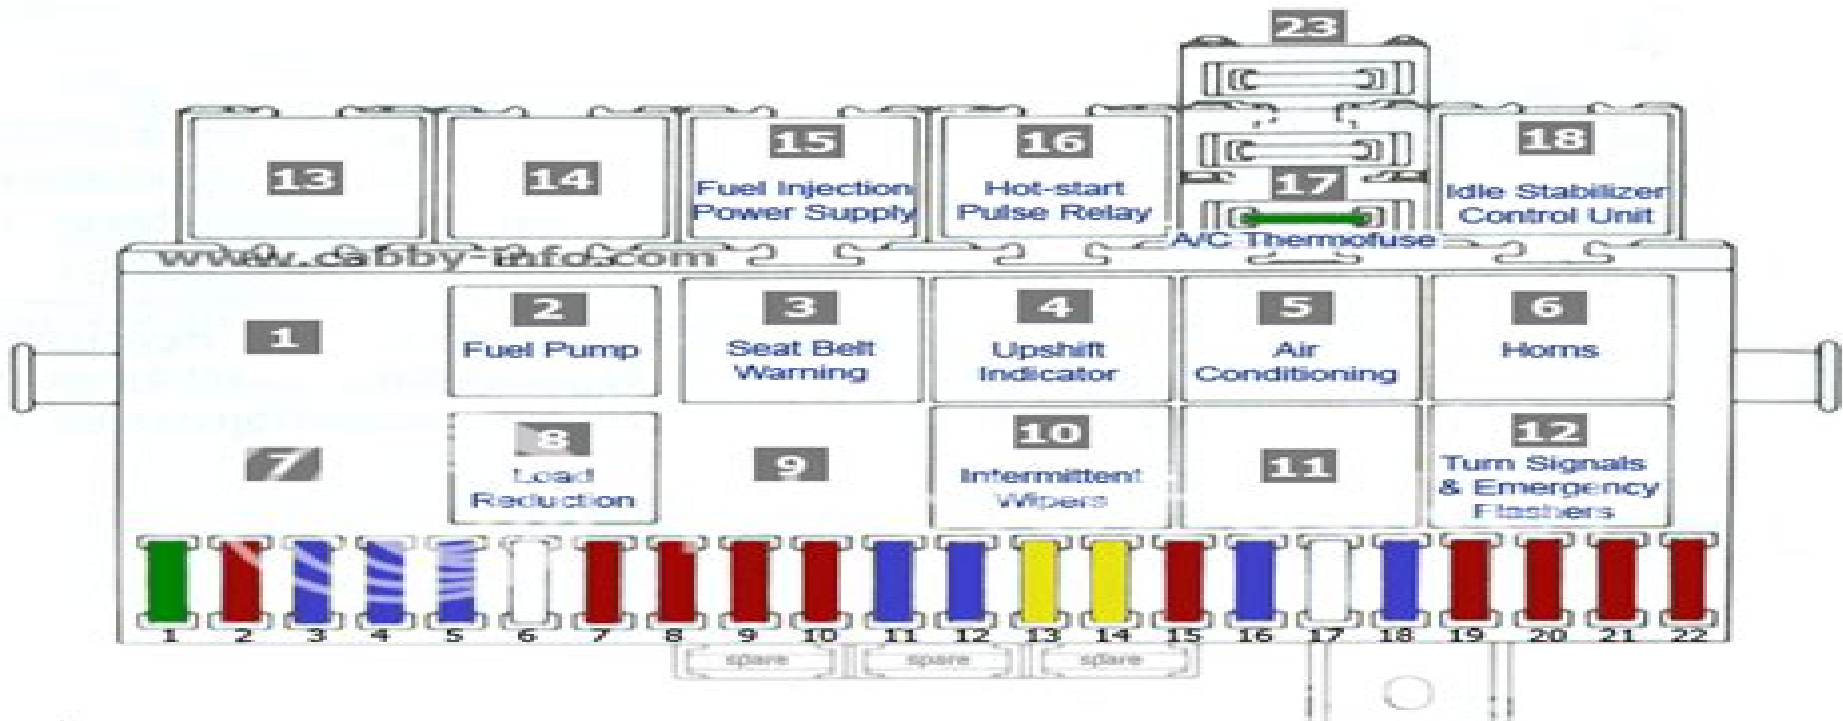 23
13
14
15
Fuel Injection
Power Supply
16
Hot-start
Pulse Relay
17
A/C Thermofuse
18
Idle Stabilizer
Control Unit
www.cabby-info.com
1
2
Fuel Pump
3
Seat Belt
Warning
4
Upshift
Indicator
5
Air
Conditioning
6
Horns
7
8
Load
Reduction
9
10
Intermittent
Wipers
11
12
Turn Signals
& Emergency
Flashers
1 2 3 4 5 6 7 8 9 10 11 12 13 14 15 16 17 18 19 20 21 22
spare spare spare